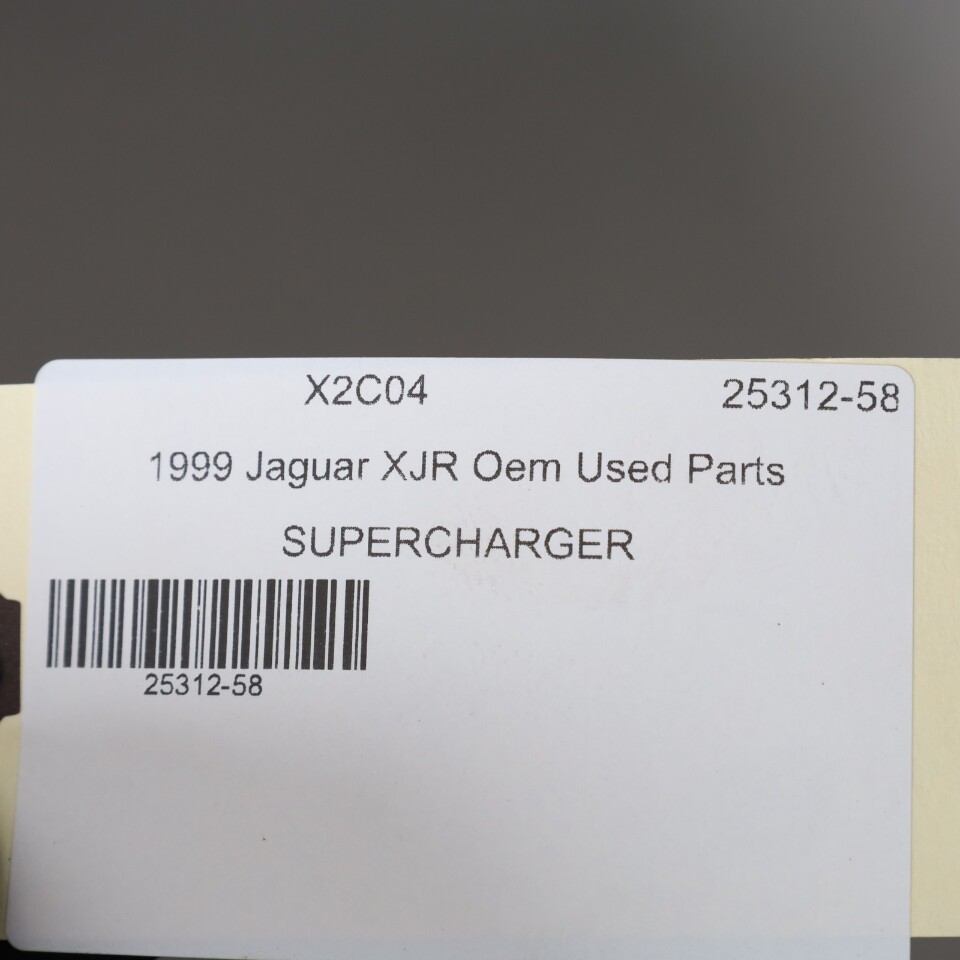 X2C04 25312-58
1999 Jaguar XJR Oem Used Parts
SUPERCHARGER
25312-58